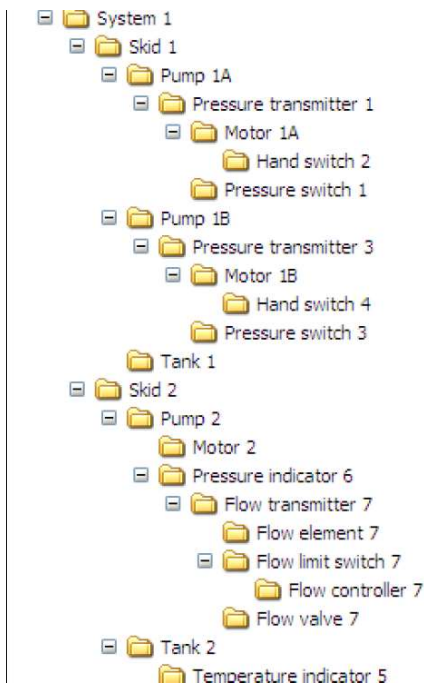 System 1
Skid 1
Pump 1A
Pressure transmitter 1
Motor 1A
Hand switch 2
Pressure switch 1
Pump 1B
Pressure transmitter 3
Motor 1B
Hand switch 4
Pressure switch 3
Tank 1
Skid 2
Pump 2
Motor 2
Pressure indicator 6
Flow transmitter 7
Flow element 7
Flow limit switch 7
Flow controller 7
Flow valve 7
Tank 2
Temperature indicator 5